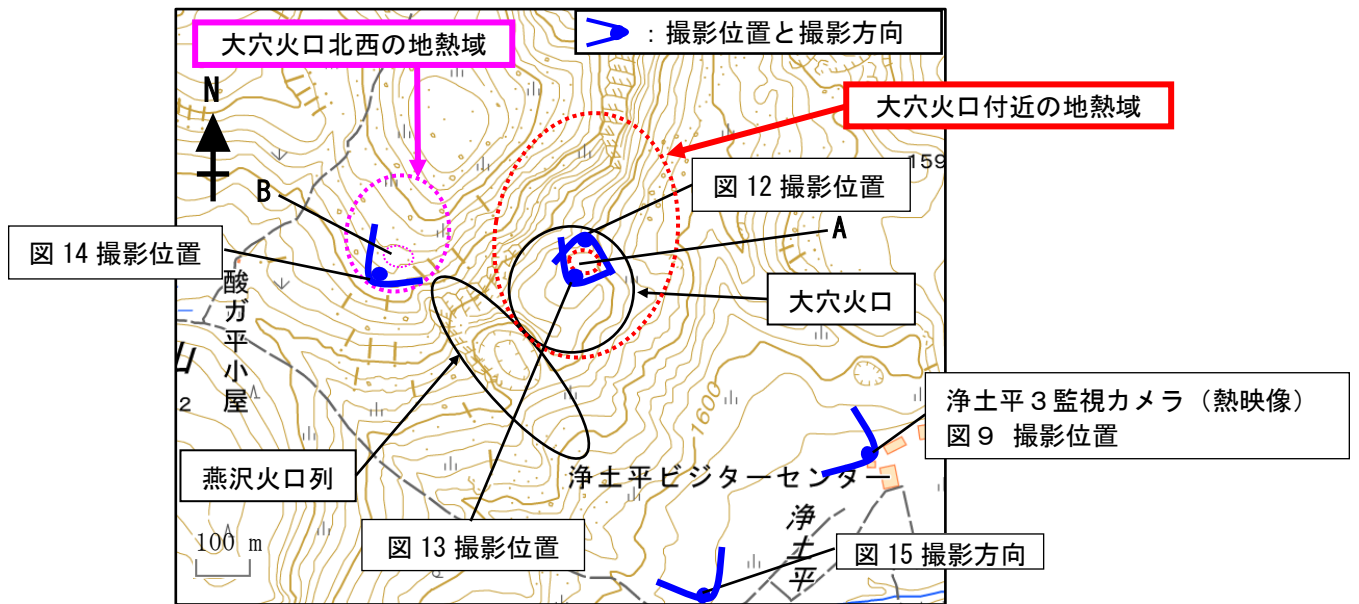 ：撮影位置と撮影方向
大穴火口北西の地熱域
N
大穴火口付近の地熱域
159
図 12 撮影位置
B
A
図 14 撮影位置
酸ガ平小屋
大穴火口
山
2
1600
浄土平３監視カメラ（熱映像）
図９ 撮影位置
燕沢火口列
浄土平ビジターセンター
浄土平
図 13 撮影位置
図 15 撮影方向
100 m